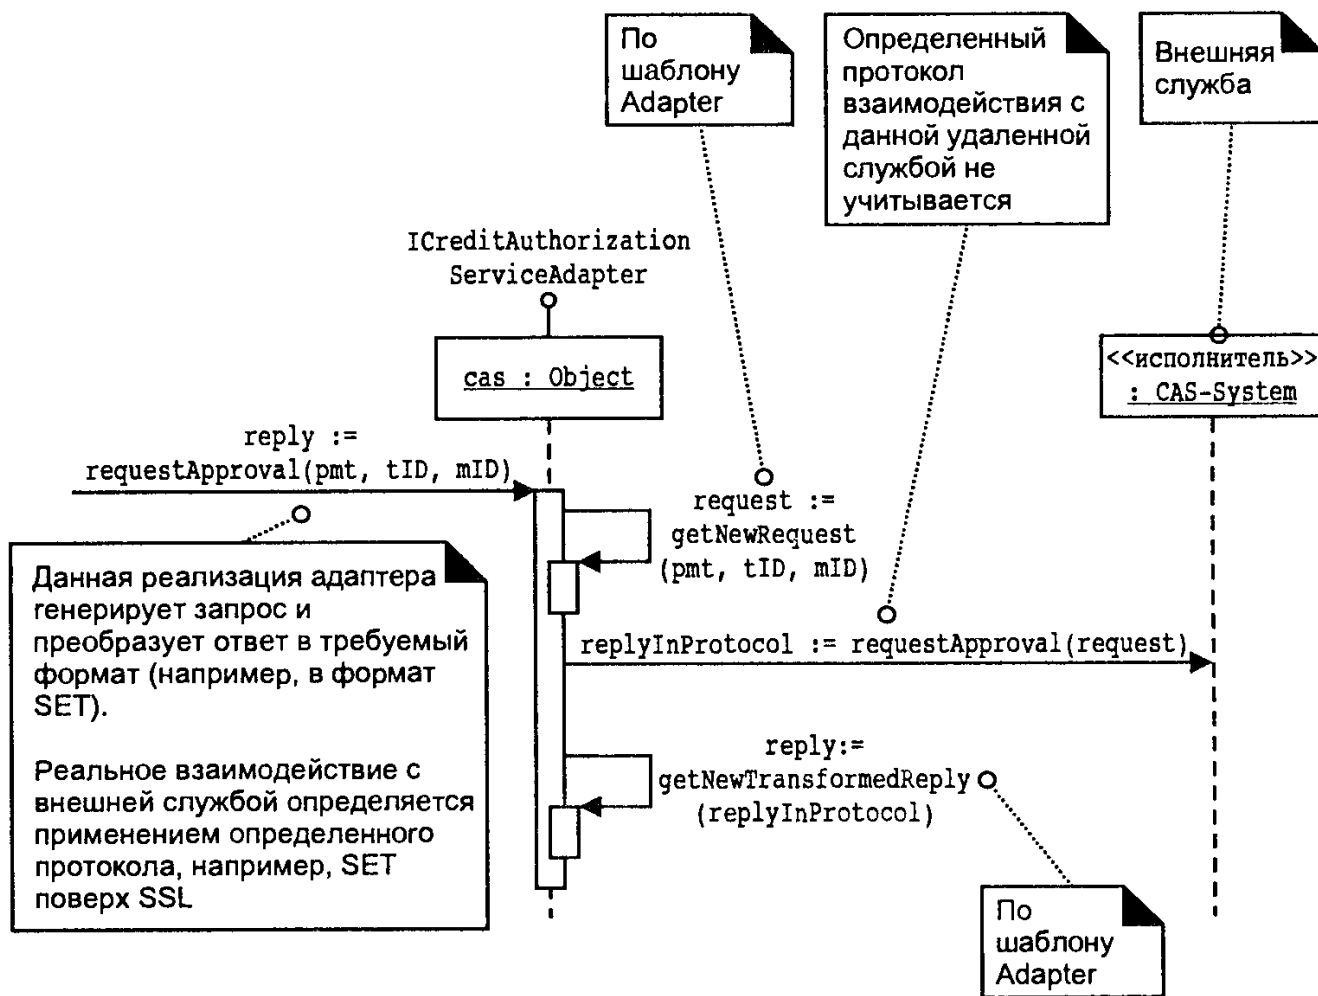 По
шаблону
Adapter
Определенный
протокол
взаимодействия с
данной удаленной
службой не
учитывается
Внешняя
служба
ICreditAuthorization
ServiceAdapter
cas : Object
<<исполнитель>>
: CAS-System
reply :=
requestApproval(pmt, tID, mID)
request :=
getNewRequest
(pmt, tID, mID)
Данная реализация адаптера
генерирует запрос и
преобразует ответ в требуемый
формат (например, в формат
SET).
Реальное взаимодействие с
внешней службой определяется
применением определенного
протокола, например, SET
поверх SSL
replyInProtocol := requestApproval(request)
reply:=
getNewTransformedReply
(replyInProtocol)
По
шаблону
Adapter